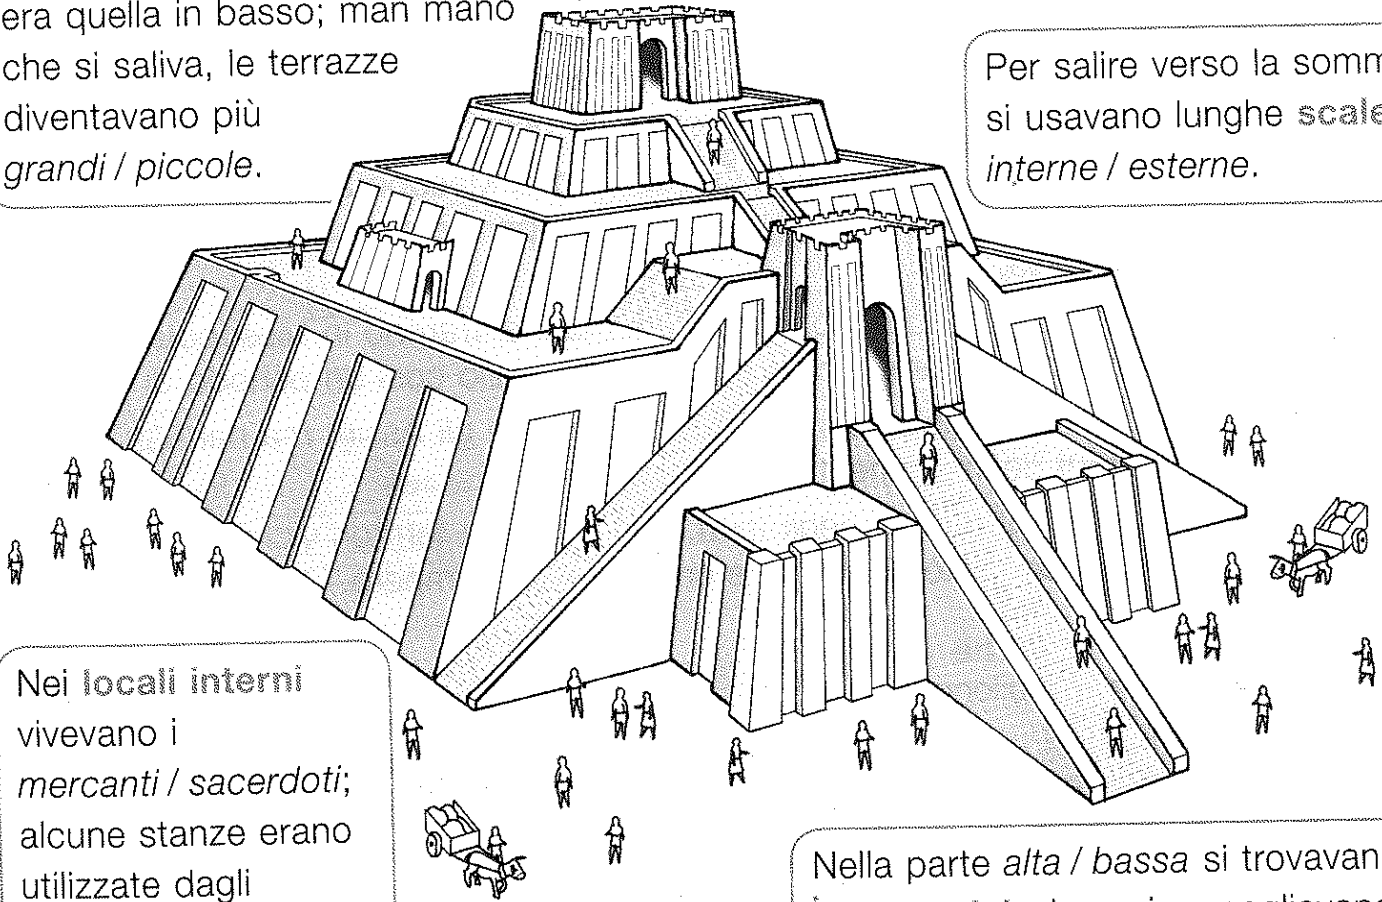 era quella in basso; man mano
che si saliva, le terrazze
diventavano più
grandi / piccole.
Per salire verso la
si usavano lunghe scale
interne / esterne.
Nei locali interni
vivevano i
mercanti / sacerdoti;
alcune stanze erano
utilizzate dagli
Nella parte alta / bassa si